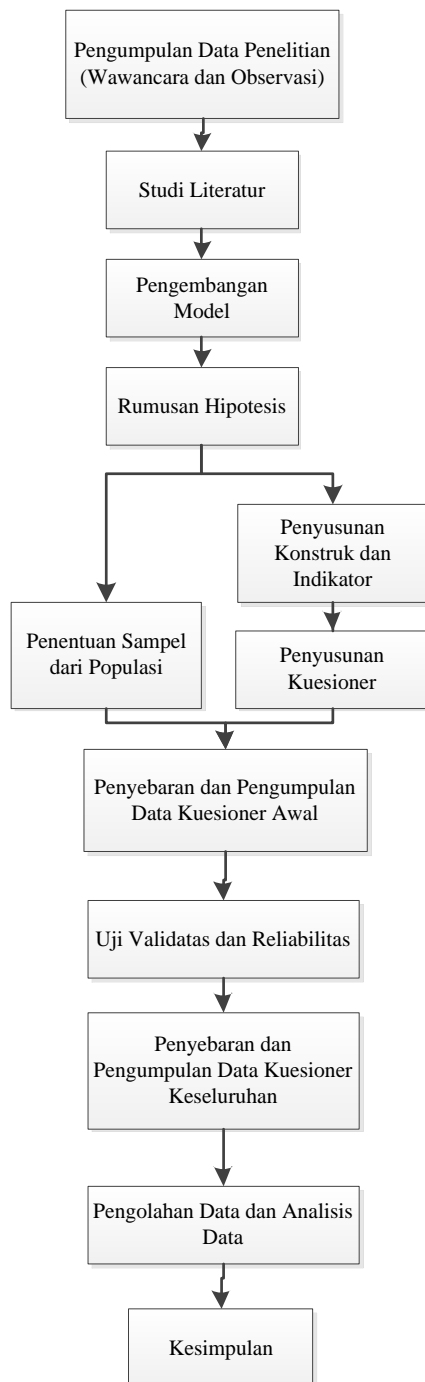 Pengumpulan Data Penelitian
(Wawancara dan Observasi)
Studi Literatur
Pengembangan
Model
Rumusan Hipotesis
Penyusunan
Konstruk dan
Indikator
Penentuan Sampel
dari Populasi
Penyusunan
Kuesioner
Penyebaran dan Pengumpulan
Data Kuesioner Awal
Uji Validatas dan Reliabilitas
Penyebaran dan
Pengumpulan Data Kuesioner
Keseluruhan
Pengolahan Data dan Analisis
Data
Kesimpulan